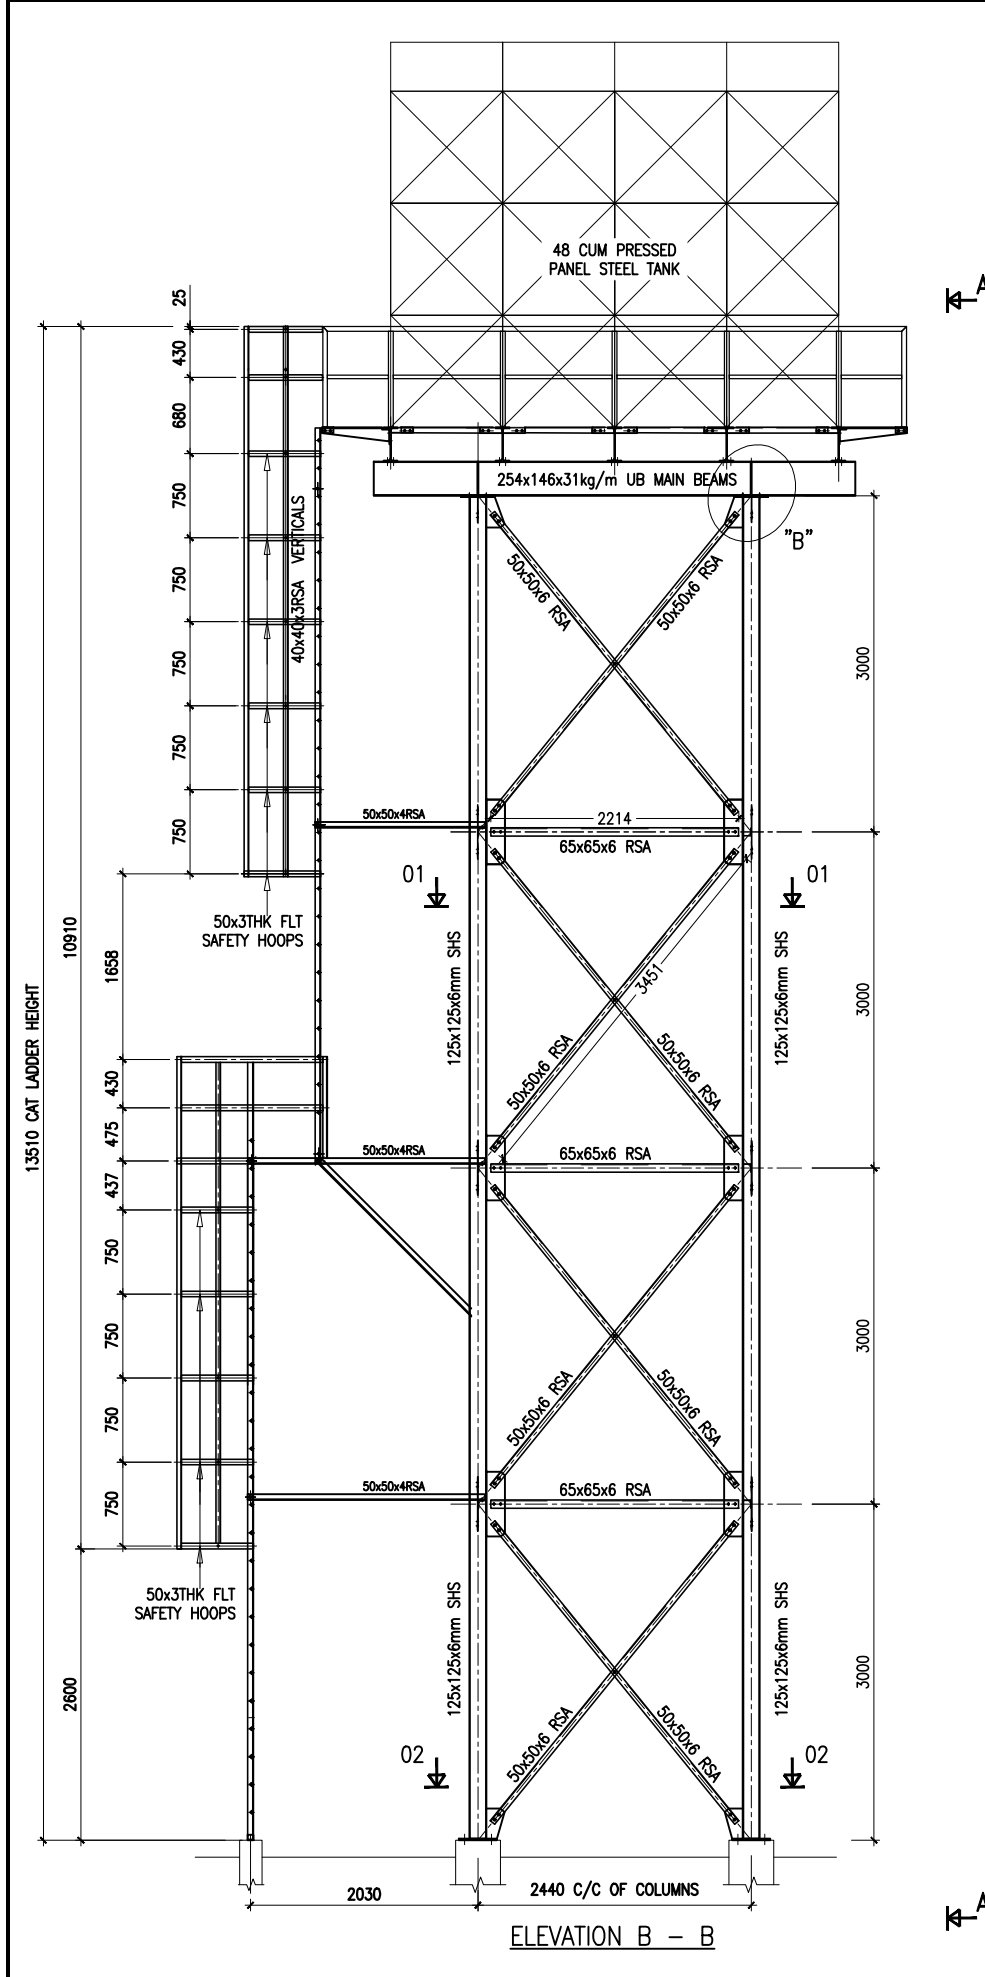 48 CUM PRESSED
PANEL STEEL TANK
A
25
430
680
750
750
750
750
750
40x40x3RSA VERTICALS
254x146x31kg/m UB MAIN BEAMS
"B"
50x50x6 RSA
50x50x6 RSA
3000
50x50x4RSA
2214
65x65x6 RSA
01
01
50x3THK FLT
SAFETY HOOPS
10910
1658
13510 CAT LADDER HEIGHT
125x125x6mm SHS
3451
125x125x6mm SHS
3000
50x50x6 RSA
50x50x6 RSA
430
475
437
750
750
750
750
50x50x4RSA
65x65x6 RSA
3000
50x50x6 RSA
50x50x6 RSA
50x50x4RSA
65x65x6 RSA
50x3THK FLT
SAFETY HOOPS
2600
125x125x6mm SHS
125x125x6mm SHS
3000
50x50x6 RSA
50x50x6 RSA
02
02
2030
2440 C/C OF COLUMNS
A
ELEVATION B - B